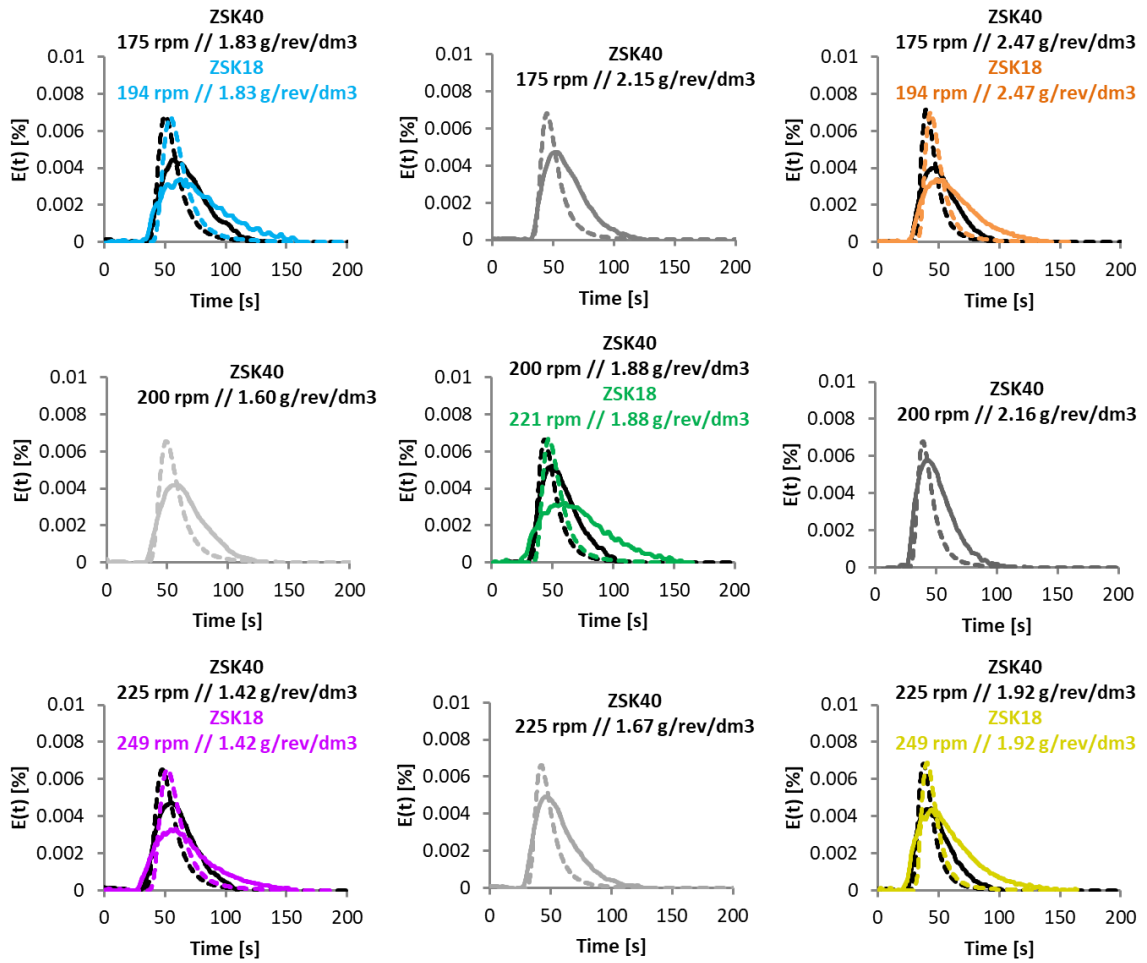 ZSK40
175 rpm // 1.83 g/rev/dm3
ZSK18
194 rpm // 1.83 g/rev/dm3
0.01
0.008
0.006
0.004
0.002
0
E(t) [%]
0 50 100 150 200
Time [s]
ZSK40
175 rpm // 2.15 g/rev/dm3
0.01
0.008
0.006
0.004
0.002
0
E(t) [%]
0 50 100 150 200
Time [s]
ZSK40
175 rpm // 2.47 g/rev/dm3
ZSK18
194 rpm // 2.47 g/rev/dm3
0.01
0.008
0.006
0.004
0.002
0
E(t) [%]
0 50 100 150 200
Time [s]
ZSK40
200 rpm // 1.60 g/rev/dm3
0.01
0.008
0.006
0.004
0.002
0
E(t) [%]
0 50 100 150 200
Time [s]
ZSK40
200 rpm // 1.88 g/rev/dm3
ZSK18
221 rpm // 1.88 g/rev/dm3
0.01
0.008
0.006
0.004
0.002
0
E(t) [%]
0 50 100 150 200
Time [s]
ZSK40
200 rpm // 2.16 g/rev/dm3
0.01
0.008
0.006
0.004
0.002
0
E(t) [%]
0 50 100 150 200
Time [s]
ZSK40
225 rpm // 1.42 g/rev/dm3
ZSK18
249 rpm // 1.42 g/rev/dm3
0.01
0.008
0.006
0.004
0.002
0
E(t) [%]
0 50 100 150 200
Time [s]
ZSK40
225 rpm // 1.67 g/rev/dm3
0.01
0.008
0.006
0.004
0.002
0
E(t) [%]
0 50 100 150 200
Time [s]
ZSK40
225 rpm // 1.92 g/rev/dm3
ZSK18
249 rpm // 1.92 g/rev/dm3
0.01
0.008
0.006
0.004
0.002
0
E(t) [%]
0 50 100 150 200
Time [s]